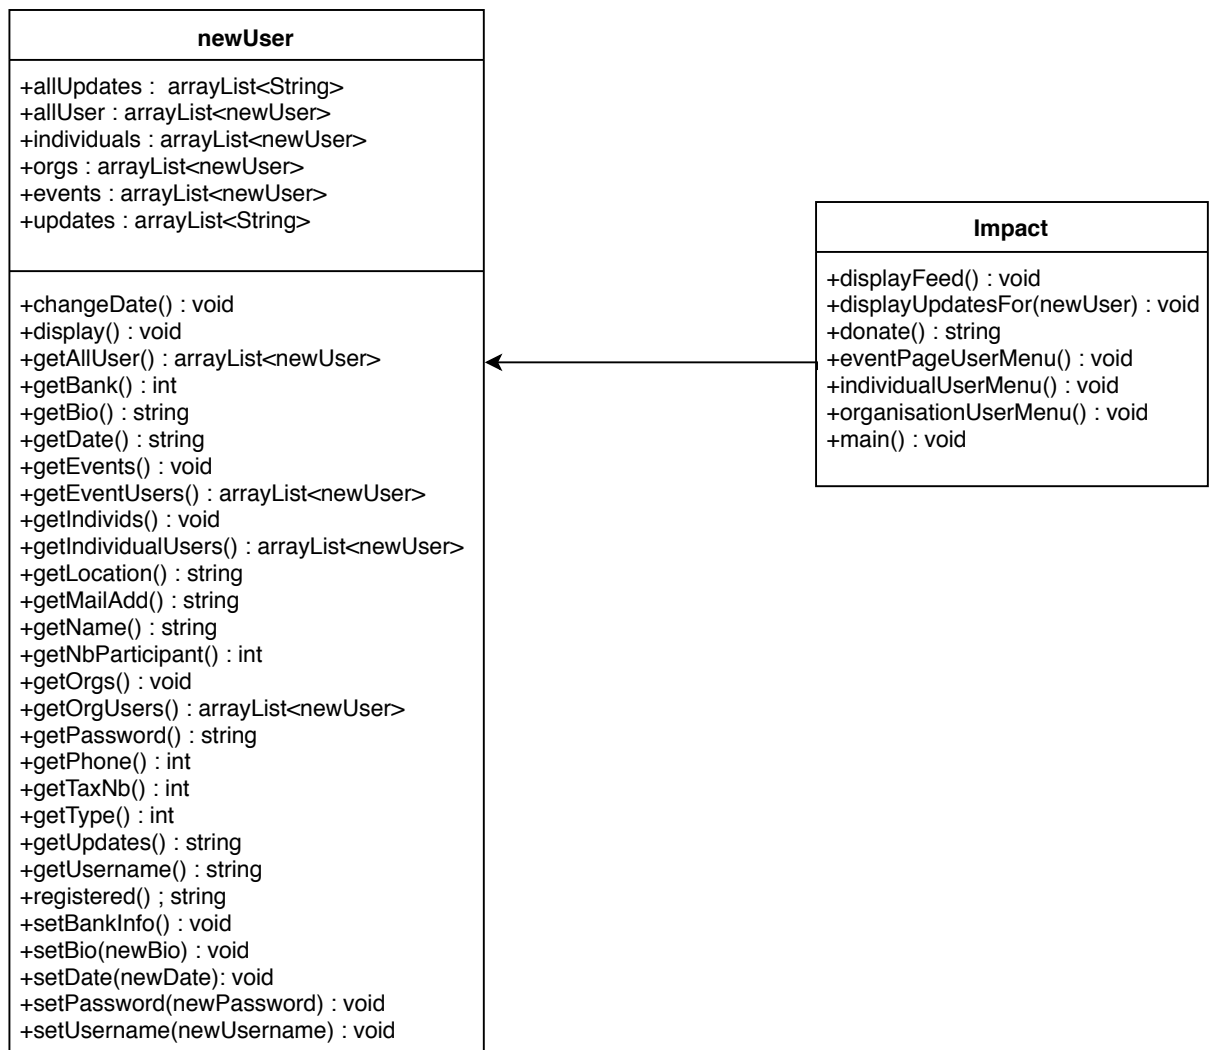 newUser
+allUpdates :  arrayList<String>
+allUser : arrayList<newUser>
+individuals : arrayList<newUser>
+orgs : arrayList<newUser>
+events : arrayList<newUser>
+updates : arrayList<String>
+changeDate() : void
+display() : void
+getAllUser() : arrayList<newUser>
+getBank() : int
+getBio() : string
+getDate() : string
+getEvents() : void
+getEventUsers() : arrayList<newUser>
+getIndivids() : void
+getIndividualUsers() : arrayList<newUser>
+getLocation() : string
+getMailAdd() : string
+getName() : string
+getNbParticipant() : int
+getOrgs() : void
+getOrgUsers() : arrayList<newUser>
+getPassword() : string
+getPhone() : int
+getTaxNb() : int
+getType() : int
+getUpdates() : string
+getUsername() : string
+registered() ; string
+setBankInfo() : void
+setBio(newBio) : void
+setDate(newDate): void
+setPassword(newPassword) : void
+setUsername(newUsername) : void
Impact
+displayFeed() : void
+displayUpdatesFor(newUser) : void
+donate() : string
+eventPageUserMenu() : void
+individualUserMenu() : void
+organisationUserMenu() : void
+main() : void